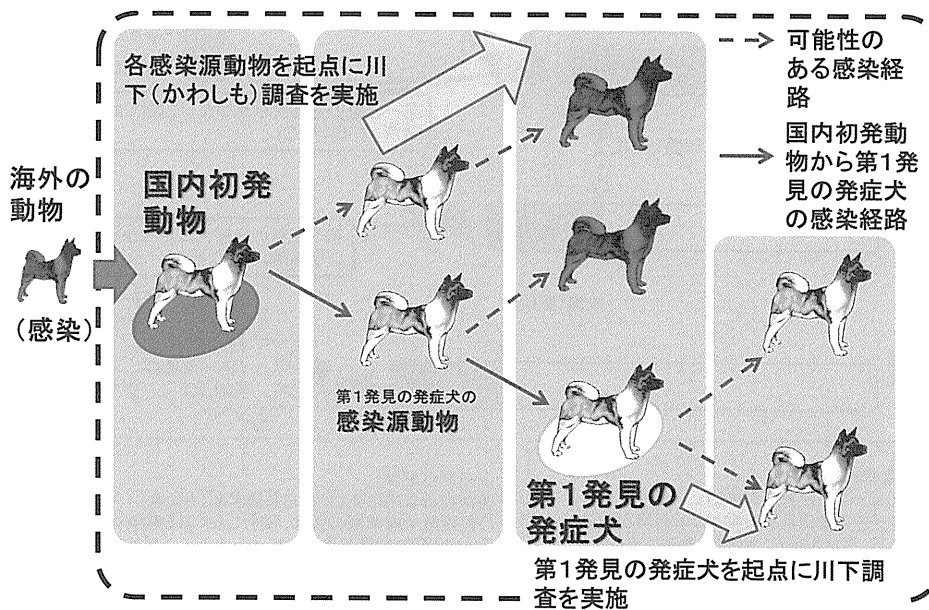 各感染源動物を起点に川
下(かわしも)調査を実施
可能性の
ある感染経
路
国内初発動
物から第1発
見の発症犬
の感染経路
海外の
動物
(感染)
国内初発
動物
第1発見の発症犬の
感染源動物
第1発見の
発症犬
第1発見の発症犬を起点に川下調
査を実施